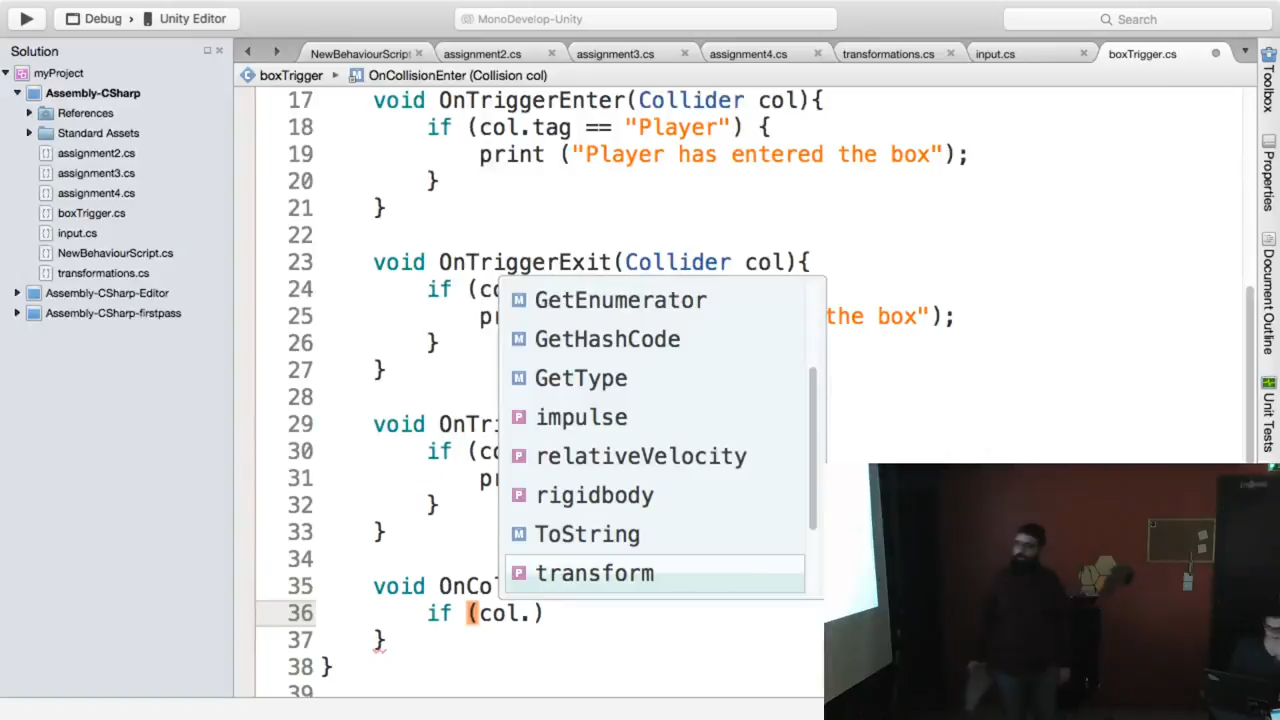 Debug › Unity Editor
MonoDevelop-Unity
Search
Solution
myProject
Assembly-CSharp
References
Standard Assets
assignment2.cs
assignment3.cs
assignment4.cs
boxTrigger.cs
input.cs
NewBehaviourScript.cs
transformations.cs
Assembly-CSharp-Editor
Assembly-CSharp-firstpass
NewBehaviourScript
assignment2.cs
assignment3.cs
assignment4.cs
transformations.cs
input.cs
boxTrigger.cs
boxTrigger
OnCollisionEnter (Collision col)
17 void OnTriggerEnter(Collider col){
18 if (col.tag == "Player") {
19 print ("Player has entered the box");
20 }
21 }
22
23 void OnTriggerExit(Collider col){
24 if (co
25 pr the box");
26 }
27 }
28
29 void OnTri
30 if (co
31 pr
32 }
33 }
34
35 void OnCol
36 if (col.)
37 }
38 }
39
GetEnumerator
GetHashCode
GetType
impulse
relativeVelocity
rigidbody
ToString
transform
Toolbox
Properties
Document Outline
Unit Tests